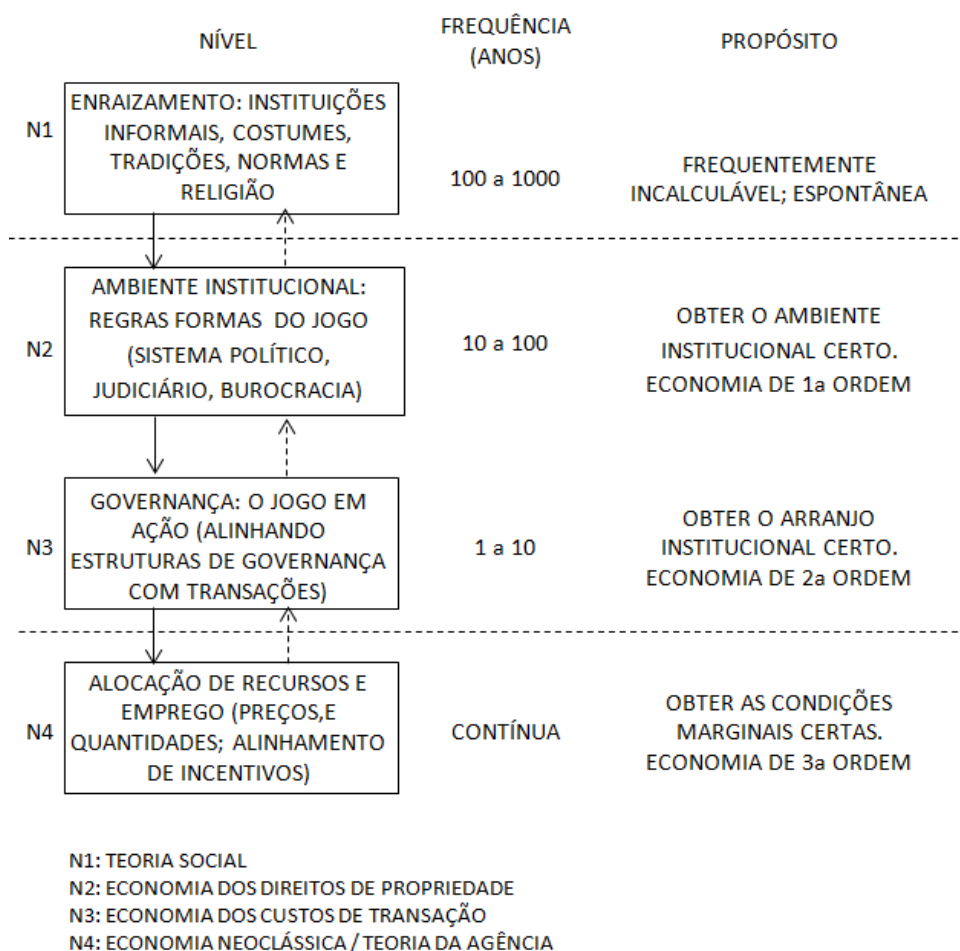 NÍVEL
FREQUÊNCIA
(ANOS)
PROPÓSITO
N1
ENRAIZAMENTO: INSTITUIÇÕES
INFORMAIS, COSTUMES,
TRADIÇÕES, NORMAS E
RELIGIÃO
100 a 1000
FREQUENTEMENTE
INCALCULÁVEL; ESPONTÂNEA
N2
AMBIENTE INSTITUCIONAL:
REGRAS FORMAS DO JOGO
(SISTEMA POLÍTICO,
JUDICIÁRIO, BUROCRACIA)
10 a 100
OBTER O AMBIENTE
INSTITUCIONAL CERTO.
ECONOMIA DE 1a ORDEM
N3
GOVERNANÇA: O JOGO EM
AÇÃO (ALINHANDO
ESTRUTURAS DE GOVERNANÇA
COM TRANSAÇÕES)
1 a 10
OBTER O ARRANJO
INSTITUCIONAL CERTO.
ECONOMIA DE 2a ORDEM
N4
ALOCAÇÃO DE RECURSOS E
EMPREGO (PREÇOS,E
QUANTIDADES; ALINHAMENTO
DE INCENTIVOS)
CONTÍNUA
OBTER AS CONDIÇÕES
MARGINAIS CERTAS.
ECONOMIA DE 3a ORDEM
N1: TEORIA SOCIAL
N2: ECONOMIA DOS DIREITOS DE PROPRIEDADE
N3: ECONOMIA DOS CUSTOS DE TRANSAÇÃO
N4: ECONOMIA NEOCLÁSSICA / TEORIA DA AGÊNCIA